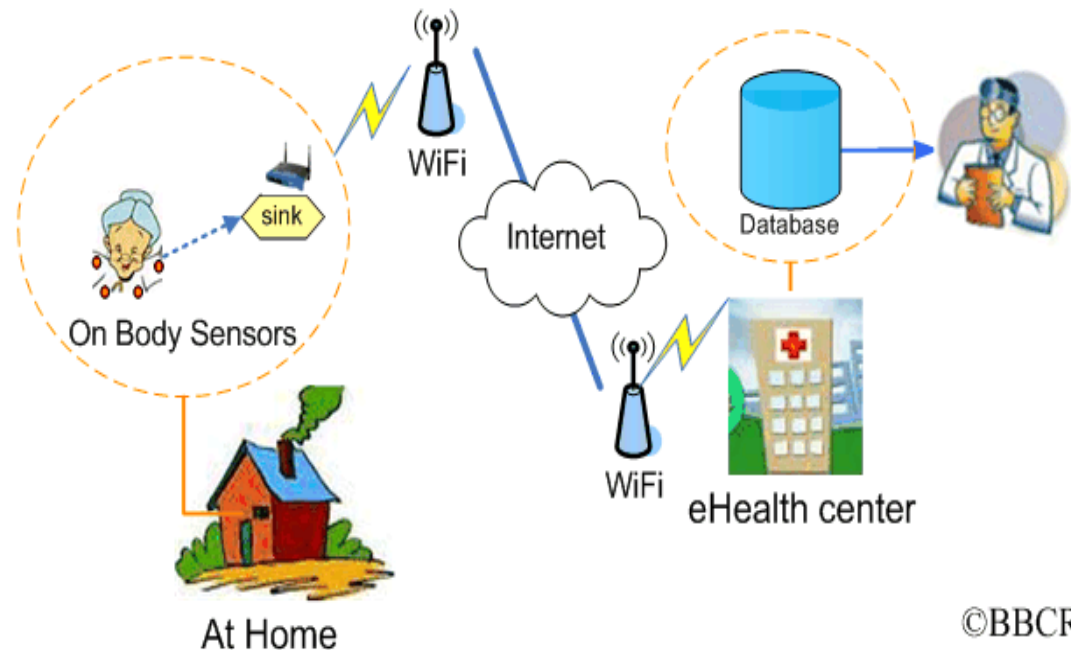 WiFi
sink
On Body Sensors
Internet
Database
WiFi
eHealth center
At Home
©BBCR